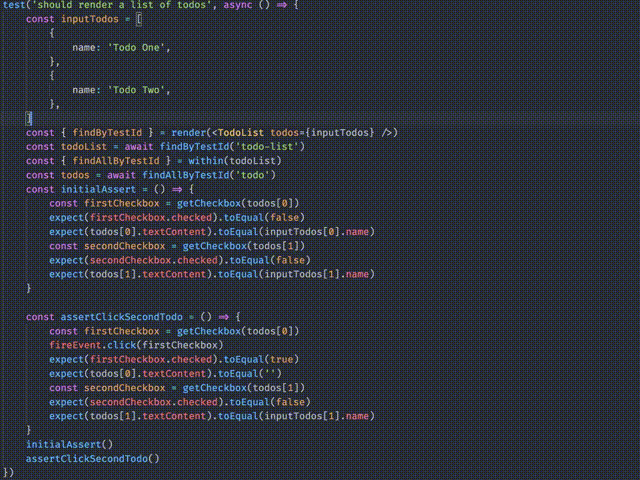 test('should render a list of todos', async () => {
    const inputTodos = [
        {
            name: 'Todo One',
        },
        {
            name: 'Todo Two',
        },
    ]
    const { findByTestId } = render(<TodoList todos={inputTodos} />)
    const todoList = await findByTestId('todo-list')
    const { findAllByTestId } = within(todoList)
    const todos = await findAllByTestId('todo')
    const initialAssert = () => {
        const firstCheckbox = getCheckbox(todos[0])
        expect(firstCheckbox.checked).toEqual(false)
        expect(todos[0].textContent).toEqual(inputTodos[0].name)
        const secondCheckbox = getCheckbox(todos[1])
        expect(secondCheckbox.checked).toEqual(false)
        expect(todos[1].textContent).toEqual(inputTodos[1].name)
    }

    const assertClickSecondTodo = () => {
        const firstCheckbox = getCheckbox(todos[0])
        fireEvent.click(firstCheckbox)
        expect(firstCheckbox.checked).toEqual(true)
        expect(todos[0].textContent).toEqual('')
        const secondCheckbox = getCheckbox(todos[1])
        expect(secondCheckbox.checked).toEqual(false)
        expect(todos[1].textContent).toEqual(inputTodos[1].name)
    }
    initialAssert()
    assertClickSecondTodo()
})